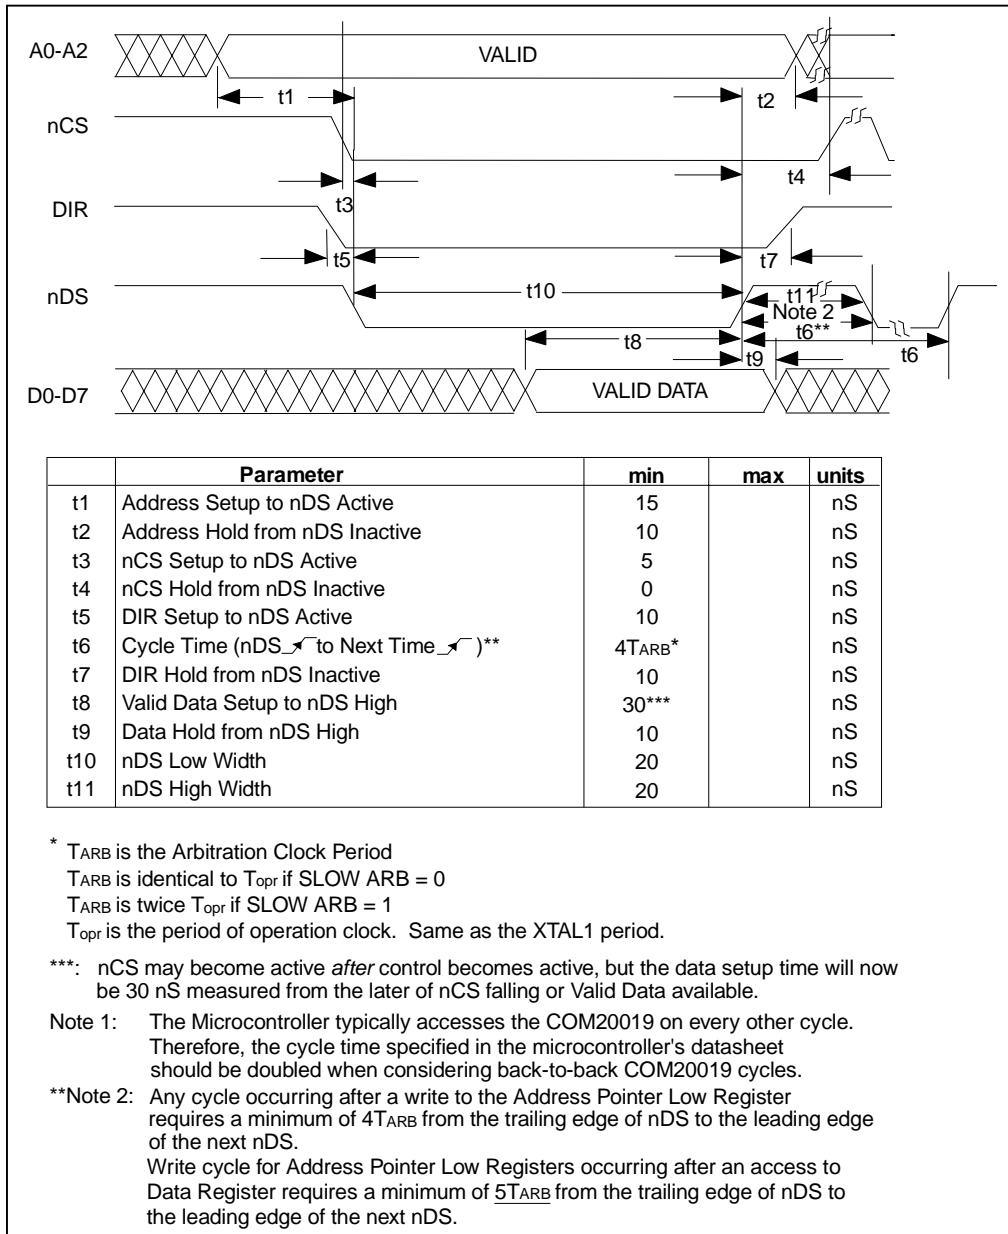 A0-A2
VALID
t1
t2
nCS
t3
t4
DIR
t5
t7
nDS
t10
t11
Note 2
t6**
t8
t6
t9
D0-D7
VALID DATA
Parameter min max units
t1 Address Setup to nDS Active 15 nS
t2 Address Hold from nDS Inactive 10 nS
t3 nCS Setup to nDS Active 5 nS
t4 nCS Hold from nDS Inactive 0 nS
t5 DIR Setup to nDS Active 10 nS
t6 Cycle Time (nDS to Next Time )** 4TARB* nS
t7 DIR Hold from nDS Inactive 10 nS
t8 Valid Data Setup to nDS High 30*** nS
t9 Data Hold from nDS High 10 nS
t10 nDS Low Width 20 nS
t11 nDS High Width 20 nS
* TARB is the Arbitration Clock Period
TARB is identical to Topr if SLOW ARB = 0
TARB is twice Topr if SLOW ARB = 1
Topr is the period of operation clock. Same as the XTAL1 period.
***: nCS may become active after control becomes active, but the data setup time will now
be 30 nS measured from the later of nCS falling or Valid Data available.
Note 1: The Microcontroller typically accesses the COM20019 on every other cycle.
Therefore, the cycle time specified in the microcontroller's datasheet
should be doubled when considering back-to-back COM20019 cycles.
**Note 2: Any cycle occurring after a write to the Address Pointer Low Register
requires a minimum of 4TARB from the trailing edge of nDS to the leading edge
of the next nDS.
Write cycle for Address Pointer Low Registers occurring after an access to
Data Register requires a minimum of 5TARB from the trailing edge of nDS to
the leading edge of the next nDS.